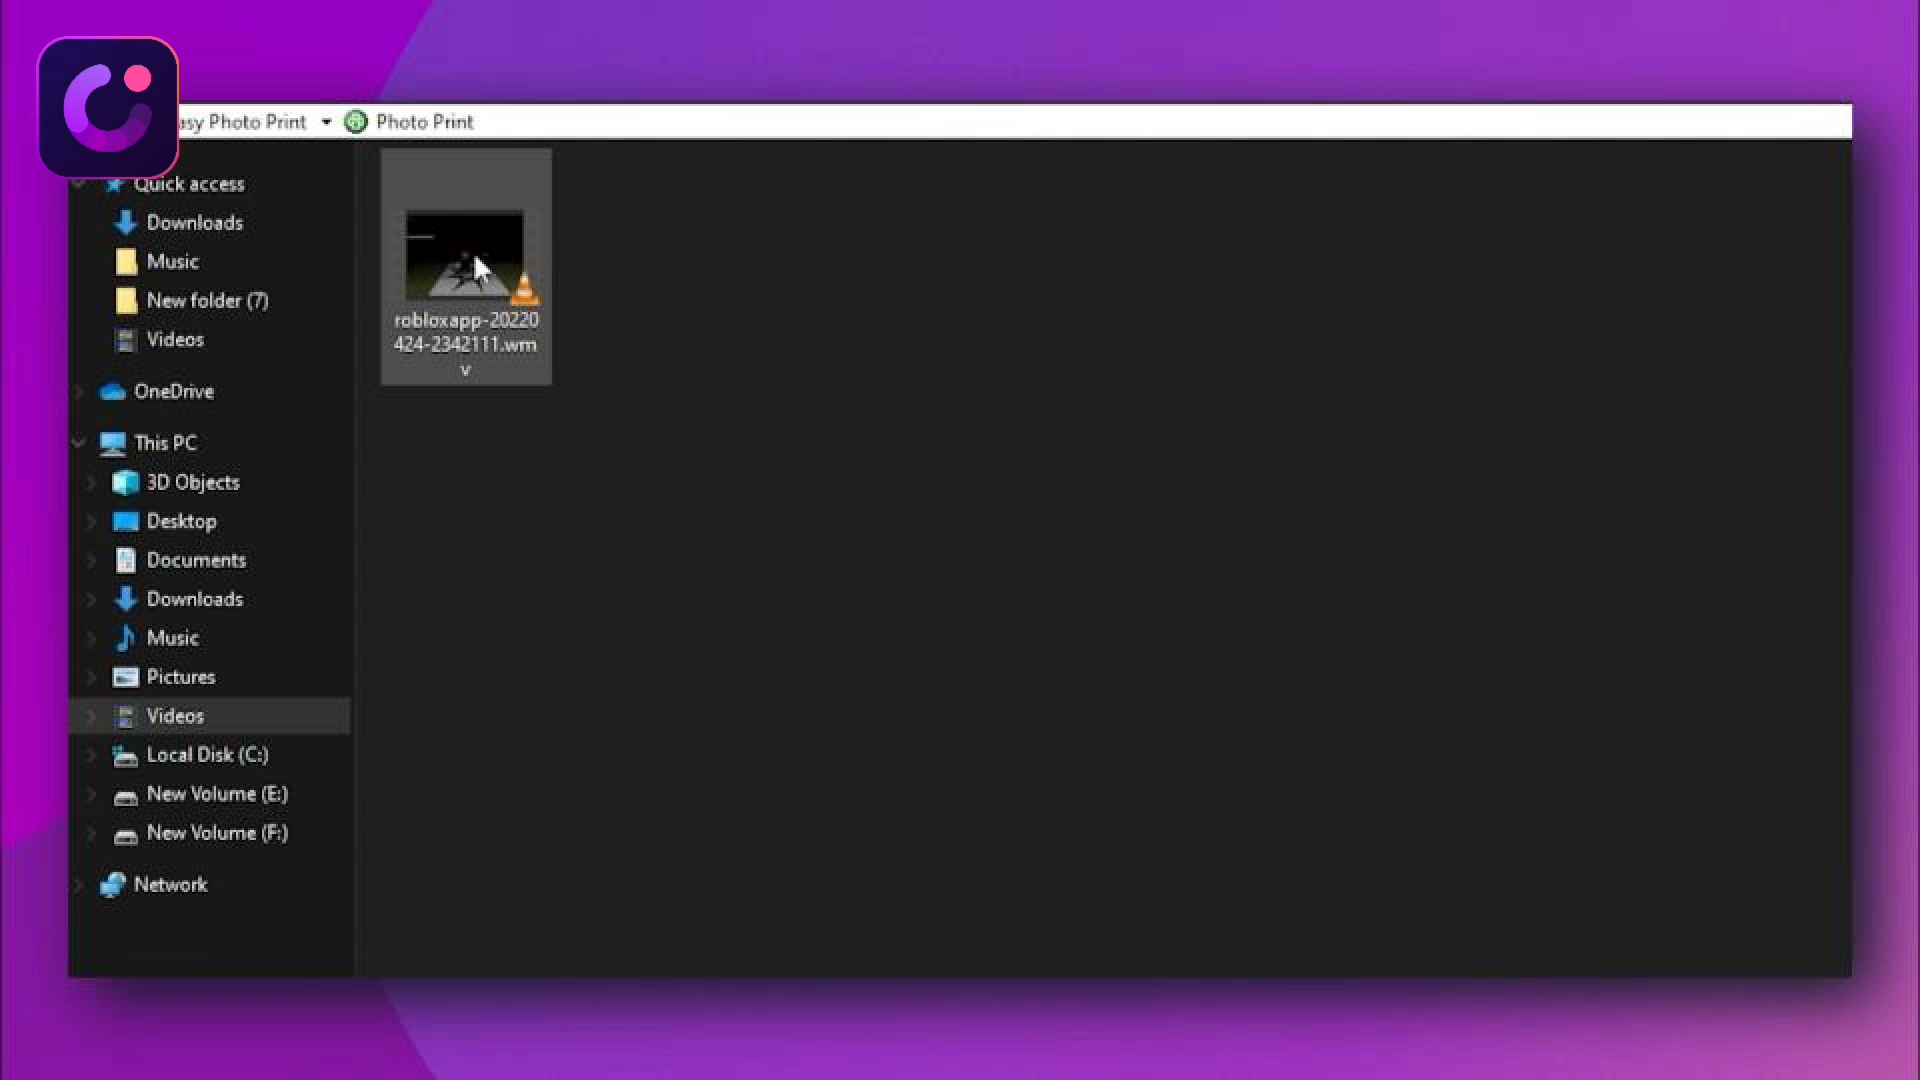 asy Photo Print
Photo Print
Quick access
Downloads
Music
New folder (7)
Videos
OneDrive
This PC
3D Objects
Desktop
Documents
Downloads
Music
Pictures
Videos
Local Disk (C:)
New Volume (E:)
New Volume (F:)
Network
robloxapp-20220
424-2342111.wm
v